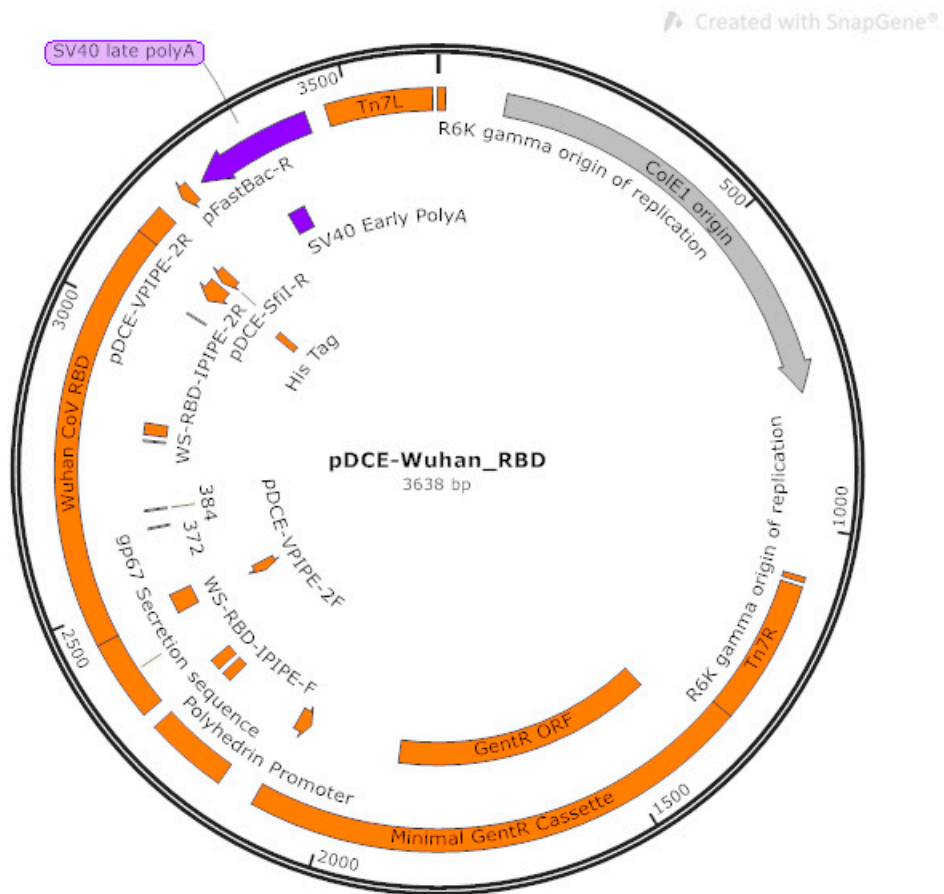 Created with SnapGene®
SV40 late polyA
3500
Tn7L
R6K gamma origin of replication
ColE1 origin
500
pFastBac-R
SV40 Early PolyA
pDCE-VPIPE-2R
pDCE-SfiI-R
3000
His Tag
WS-RBD-IPIPE-2R
Wuhan CoV RBD
pDCE-Wuhan_RBD
3638 bp
384
372
pDCE-VPIPE-2F
1000
R6K gamma origin of replication
gp67 Secretion sequence
WS-RBD-IPIPE-F
2500
Tn7R
Polyhedrin Promoter
GentR ORF
Minimal GentR Cassette
1500
2000